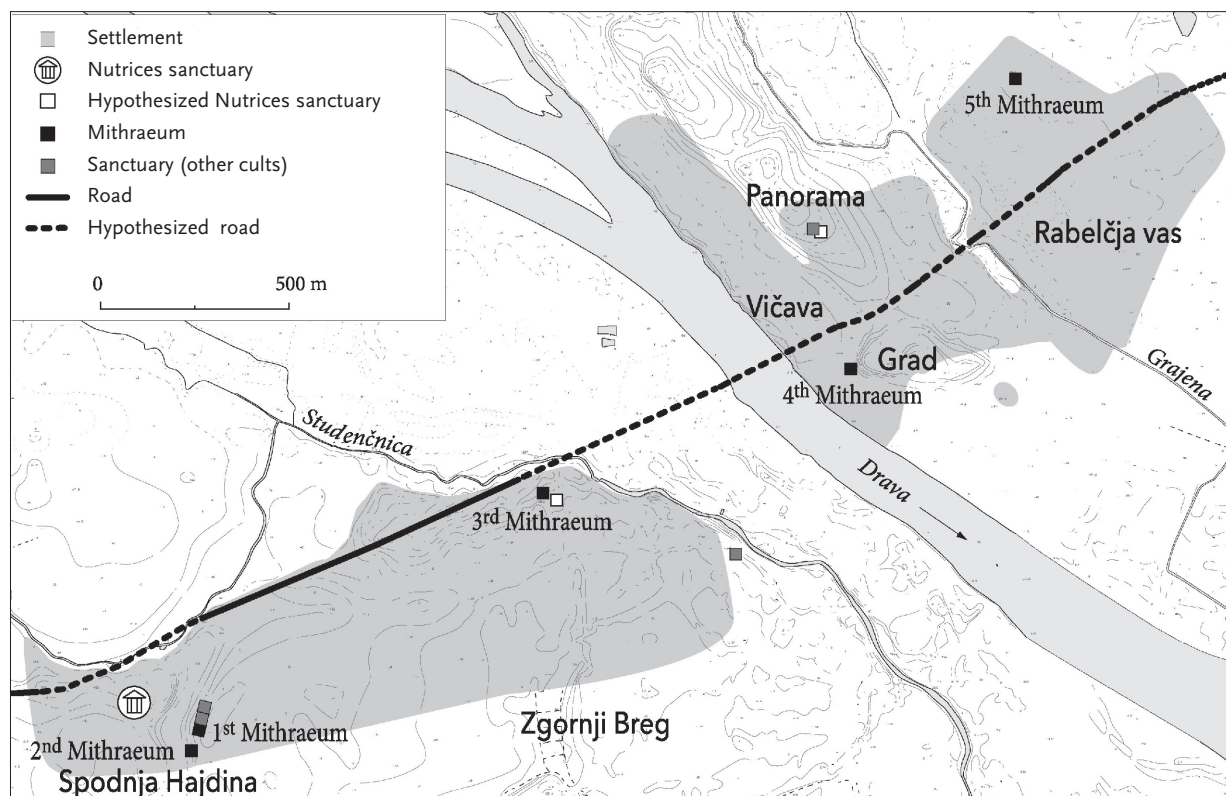 Settlement
Nutrices sanctuary
Hypothesized Nutrices sanctuary
Mithraeum
Sanctuary (other cults)
Road
Hypothesized road
0 500 m
5th Mithraeum
Panorama
Rabelčja vas
Vičava
Grad
4th Mithraeum
Grajena
Studenčnica
Drava
3rd Mithraeum
1st Mithraeum
Zgornji Breg
2nd Mithraeum
Spodnja Hajdina